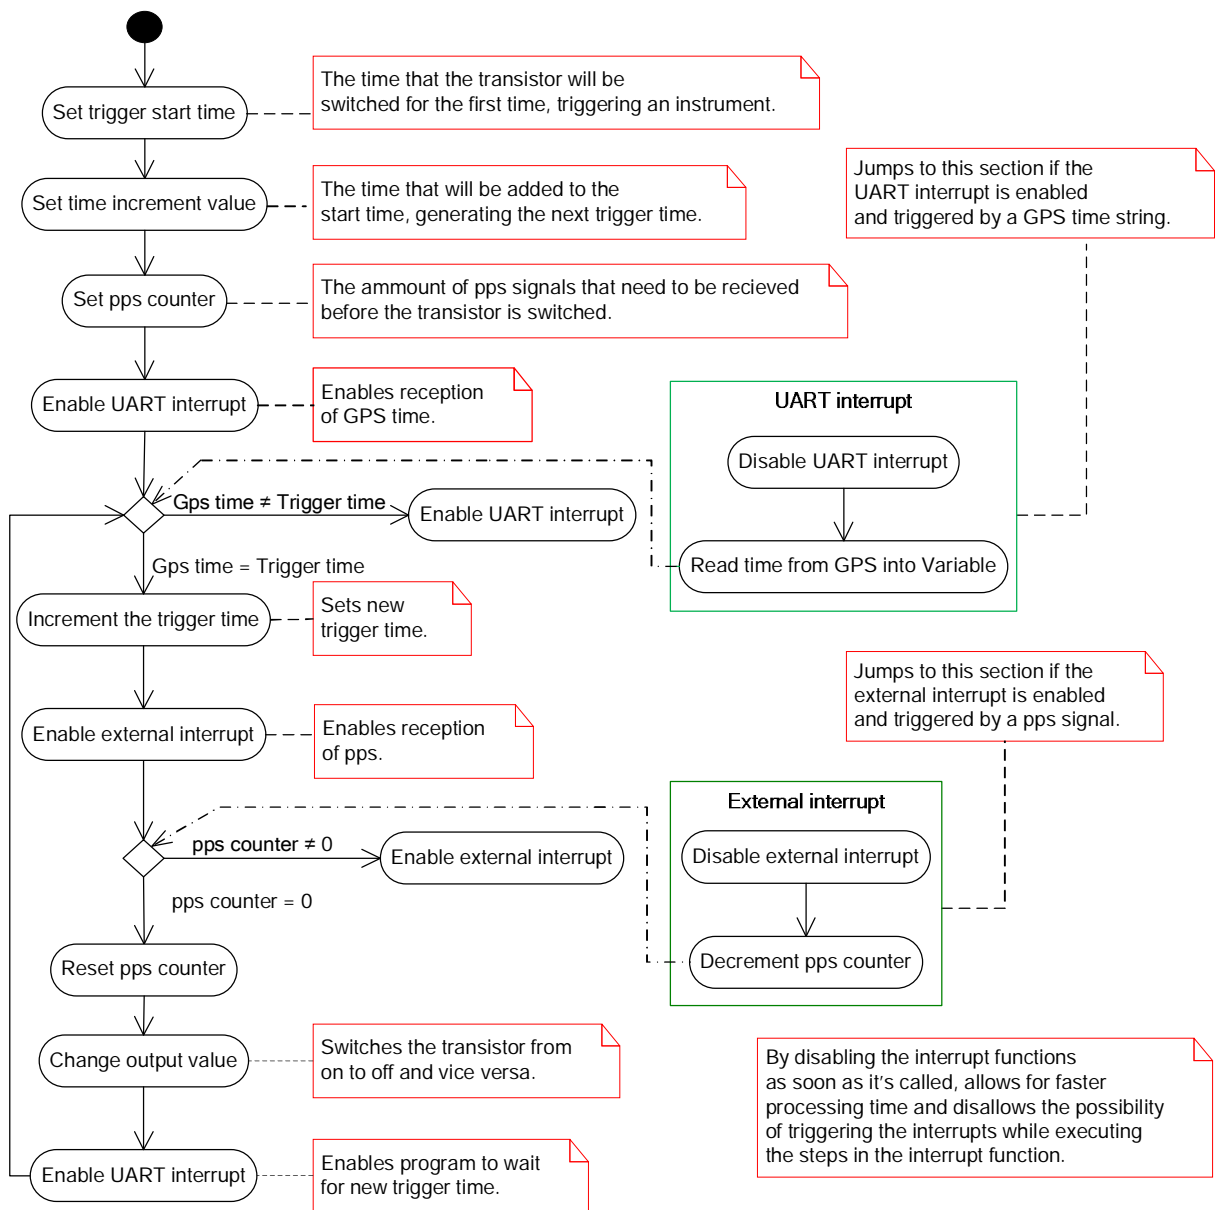 Set trigger start time
The time that the transistor will be
switched for the first time, triggering an instrument.
Set time increment value
The time that will be added to the
start time, generating the next trigger time.
Jumps to this section if the
UART interrupt is enabled
and triggered by a GPS time string.
Set pps counter
The ammount of pps signals that need to be recieved
before the transistor is switched.
Enable UART interrupt
Enables reception
of GPS time.
UART interrupt
Disable UART interrupt
Read time from GPS into Variable
Gps time ≠ Trigger time
Enable UART interrupt
Gps time = Trigger time
Increment the trigger time
Sets new
trigger time.
Enable external interrupt
Enables reception
of pps.
Jumps to this section if the
external interrupt is enabled
and triggered by a pps signal.
External interrupt
Disable external interrupt
Decrement pps counter
pps counter ≠ 0
Enable external interrupt
pps counter = 0
Reset pps counter
Change output value
Switches the transistor from
on to off and vice versa.
Enable UART interrupt
Enables program to wait
for new trigger time.
By disabling the interrupt functions
as soon as it's called, allows for faster
processing time and disallows the possibility
of triggering the interrupts while executing
the steps in the interrupt function.